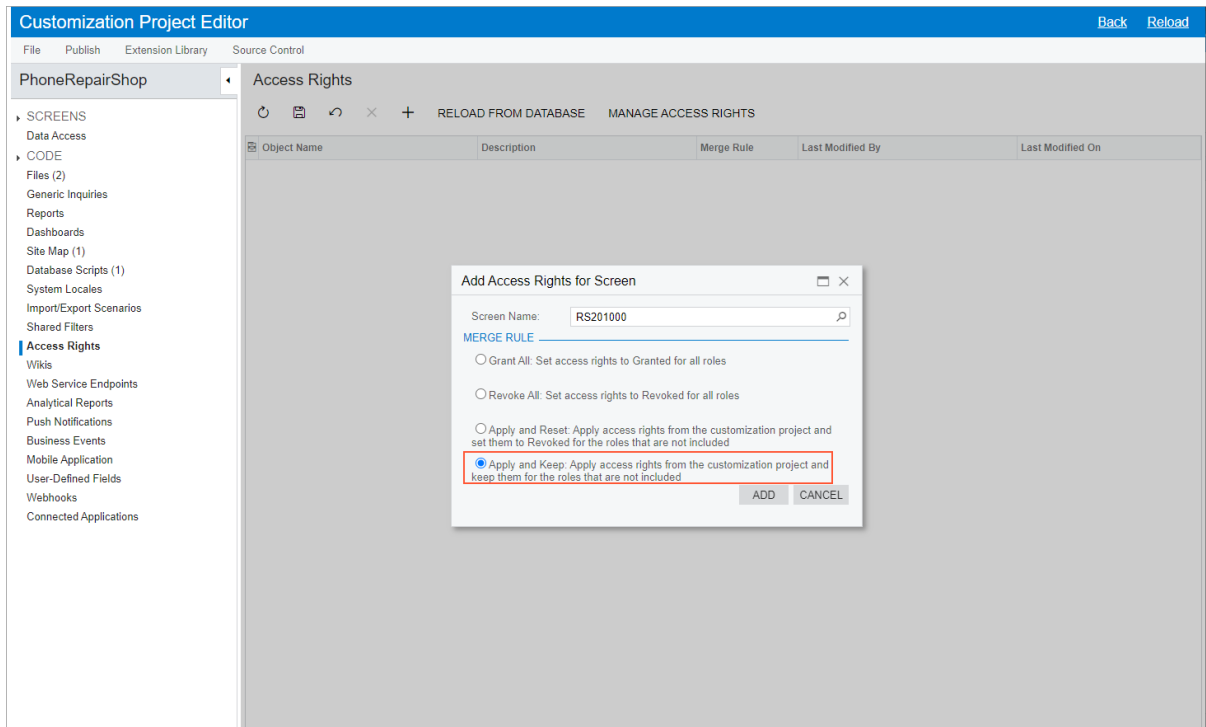 Customization Project Editor
Back
Reload
File
Publish
Extension Library
Source Control
PhoneRepairShop
SCREENS
Data Access
CODE
Files (2)
Generic Inquiries
Reports
Dashboards
Site Map (1)
Database Scripts (1)
System Locales
Import/Export Scenarios
Shared Filters
Access Rights
Wikis
Web Service Endpoints
Analytical Reports
Push Notifications
Business Events
Mobile Application
User-Defined Fields
Webhooks
Connected Applications
Access Rights
RELOAD FROM DATABASE
MANAGE ACCESS RIGHTS
Object Name
Description
Merge Rule
Last Modified By
Last Modified On
Add Access Rights for Screen
Screen Name:
RS201000
MERGE RULE
Grant All: Set access rights to Granted for all roles
Revoke All: Set access rights to Revoked for all roles
Apply and Reset: Apply access rights from the customization project and
set them to Revoked for the roles that are not included
Apply and Keep: Apply access rights from the customization project and
keep them for the roles that are not included
ADD
CANCEL